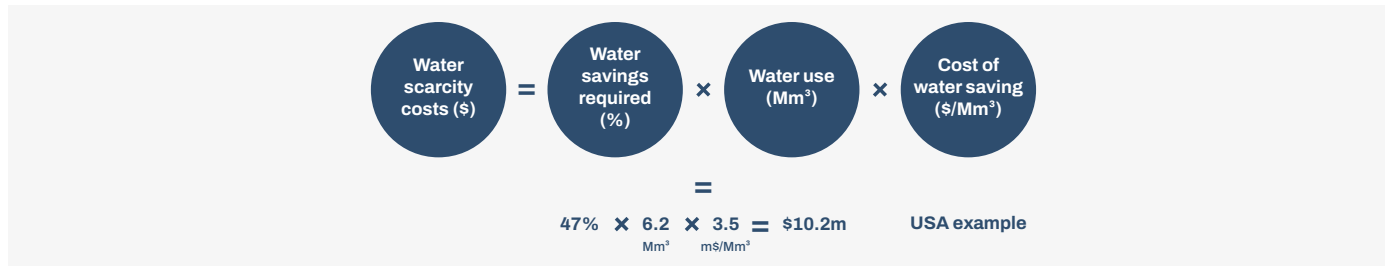 Water
scarcity
costs ($)
=
Water
savings
required
(%)
×
Water use
(Mm³)
×
Cost of
water saving
($/Mm³)
=
47% × 6.2 × 3.5 = $10.2m USA example
Mm³ m$/Mm³